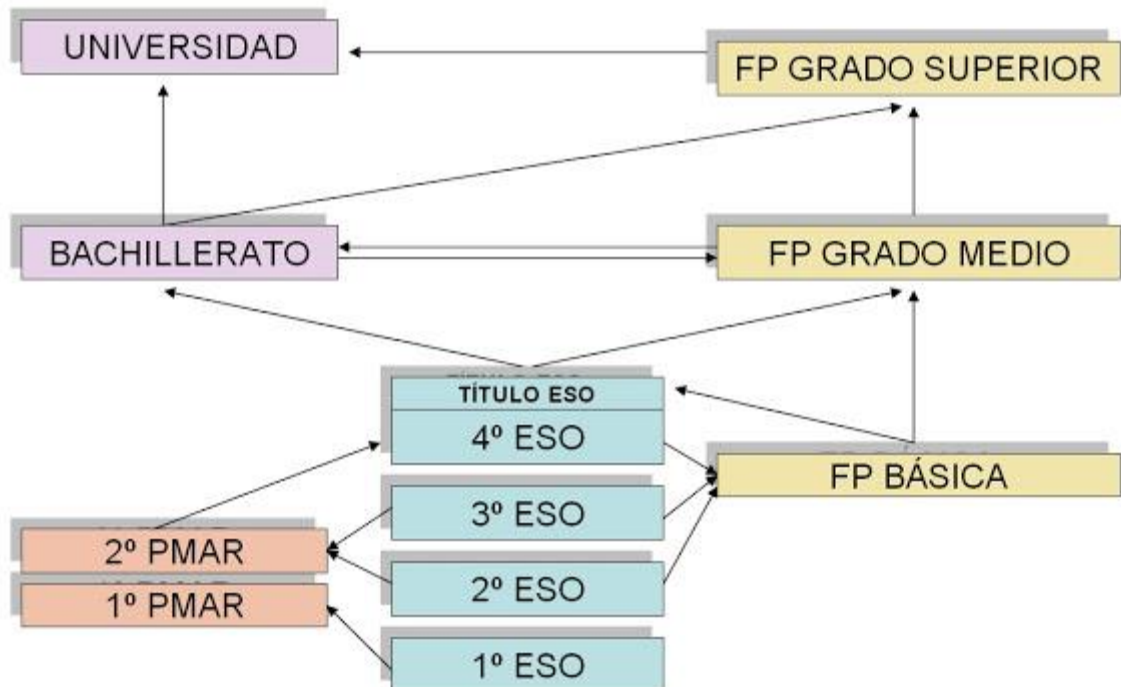 UNIVERSIDAD
FP GRADO SUPERIOR
BACHILLERATO
FP GRADO MEDIO
TÍTULO ESO
4º ESO
FP BÁSICA
3º ESO
2º PMAR
2º ESO
1º PMAR
1º ESO